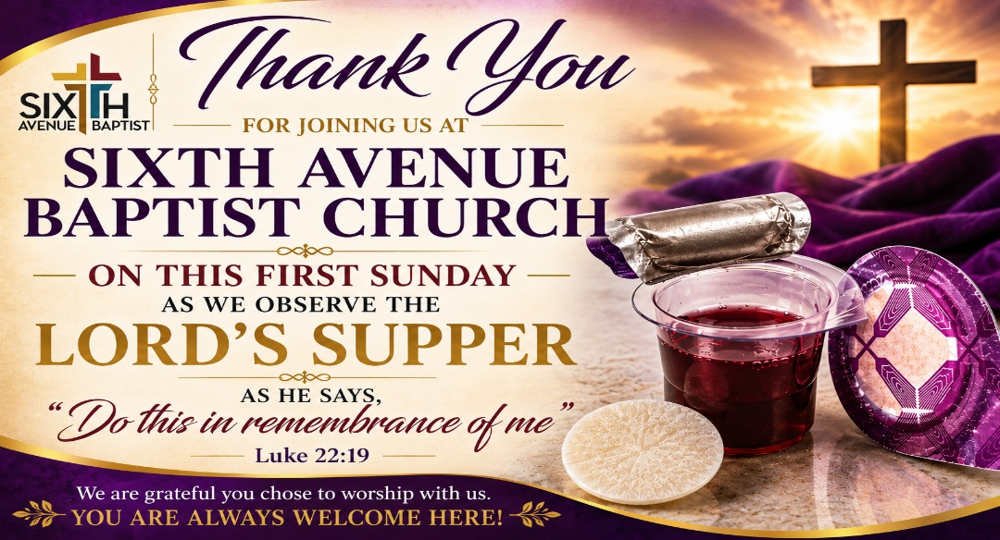 SIXTH
AVENUE BAPTIST
Thank You
FOR JOINING US AT
SIXTH AVENUE
BAPTIST CHURCH
ON THIS FIRST SUNDAY
AS WE OBSERVE THE
LORD’S SUPPER
AS HE SAYS,
“Do this in remembrance of me”
Luke 22:19
We are grateful you chose to worship with us.
YOU ARE ALWAYS WELCOME HERE!